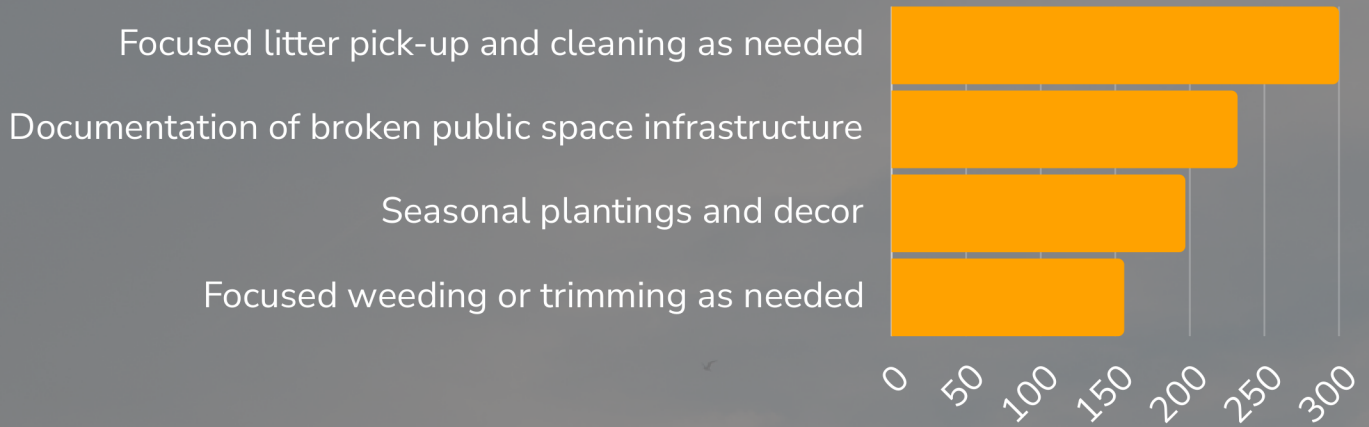 Focused litter pick-up and cleaning as needed
Documentation of broken public space infrastructure
Seasonal plantings and decor
Focused weeding or trimming as needed
0 50 100 150 200 250 300